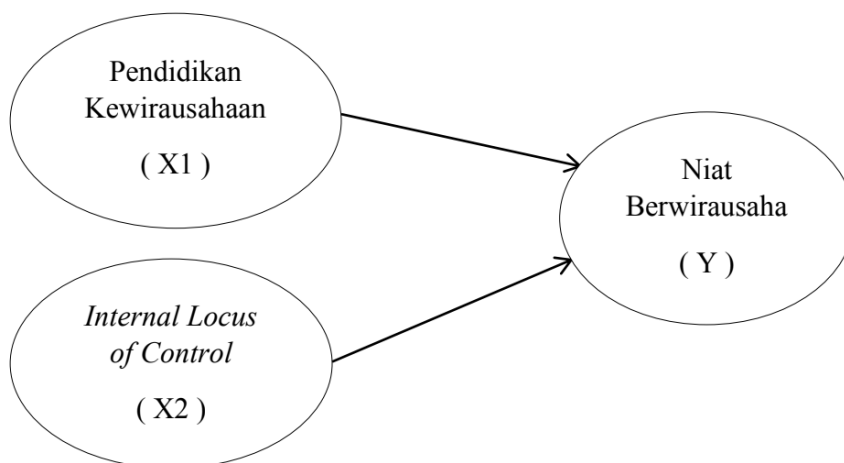 Pendidikan
Kewirausahaan
( X1 )
Niat
Berwirausaha
( Y )
Internal Locus
of Control
( X2 )